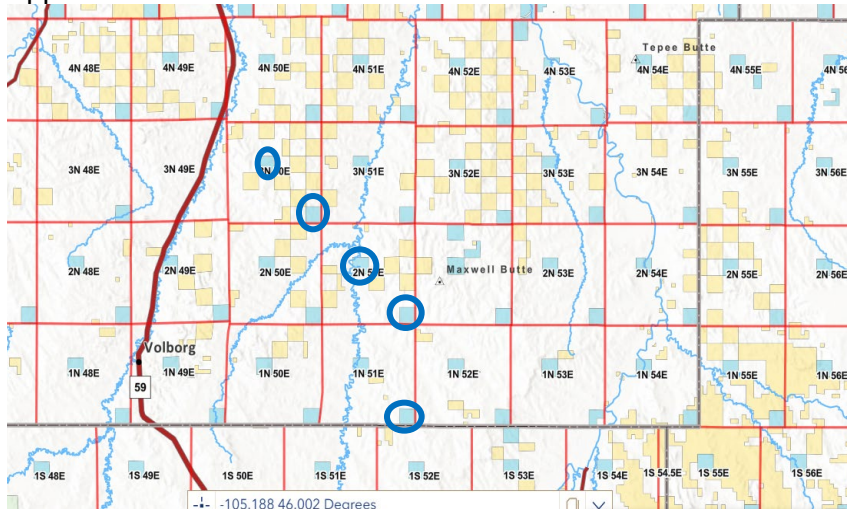 Tepee Butte
4N 48E
4N 49E
4N 50E
4N 51E
4N 52E
4N 53E
4N 54E
4N 55E
4N 56
3N 48E
3N 49E
3N 51E
3N 52E
3N 53E
3N 54E
3N 55E
3N 56E
2N 48E
2N 49E
2N 50E
Maxwell Butte
2N 53E
2N 54E
2N 55E
2N 56E
Volborg
59
1N 48E
1N 49E
1N 50E
1N 51E
1N 52E
1N 53E
1N 54E
1N 55E
1N 56E
1S 48E
1S 49E
1S 50E
1S 51E
1S 52E
1S 53E
1S 54E
1S 54.5E
1S 55E
1S 56E
-105.188 46.002 Degrees